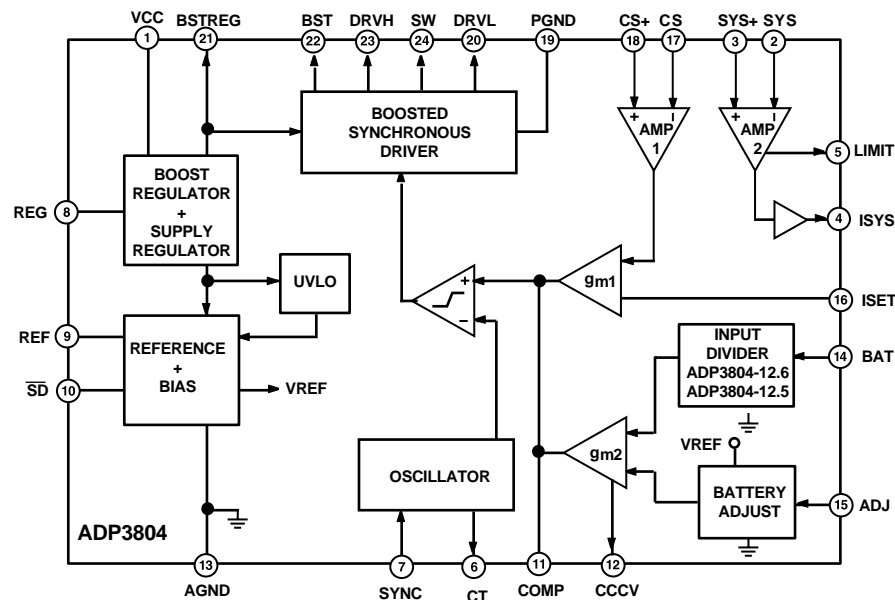 VCC BSTREG BST DRVH SW DRVL PGND CS+ CS SYS+ SYS
1 21 22 23 24 20 19 18 17 3 2
+ – + –
BOOSTED
SYNCHRONOUS
DRIVER
AMP
1
AMP
2
5 LIMIT
BOOST
REGULATOR
+
SUPPLY
REGULATOR
REG 8
4 ISYS
UVLO
+
–
gm1
16 ISET
REF 9
SD 10
REFERENCE
+
BIAS
VREF
INPUT
DIVIDER
ADP3804-12.6
ADP3804-12.5
14 BAT
gm2
VREF
OSCILLATOR
BATTERY
ADJUST
15 ADJ
ADP3804
13 7 6 11 12
AGND SYNC CT COMP CCCV